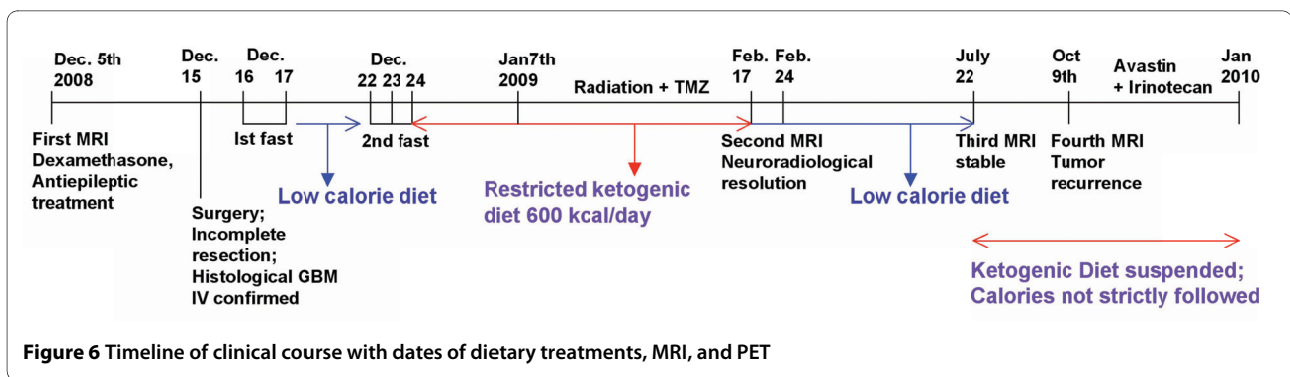 Dec. 5th
2008
Dec.
15
Dec.
16 17
Dec.
22 23 24
Jan7th
2009
Radiation + TMZ
Feb.
17
Feb.
24
July
22
Oct
9th
Avastin
+ Irinotecan
Jan
2010
First MRI
Dexamethasone,
Antiepileptic
treatment
Surgery;
Incomplete
resection;
Histological GBM
IV confirmed
Ist fast
Low calorie diet
2nd fast
Restricted ketogenic
diet 600 kcal/day
Second MRI
Neuroradiological
resolution
Low calorie diet
Third MRI
stable
Fourth MRI
Tumor
recurrence
Ketogenic Diet suspended;
Calories not strictly followed
Figure 6 Timeline of clinical course with dates of dietary treatments, MRI, and PET